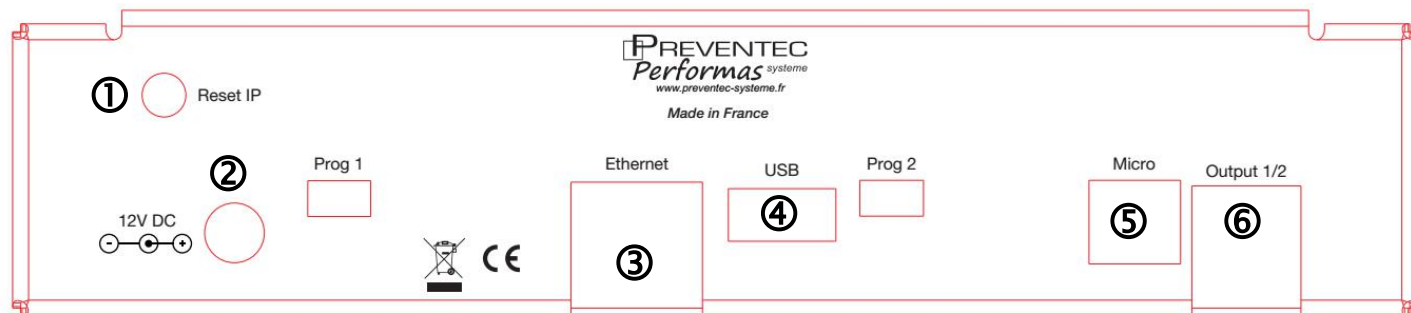 PREVENTEC
Performas systeme
www.preventec-systeme.fr
Made in France
① Reset IP
②
Prog 1
Ethernet
USB
Prog 2
Micro
Output 1/2
12V DC
- +
③
④
⑤
⑥
CE